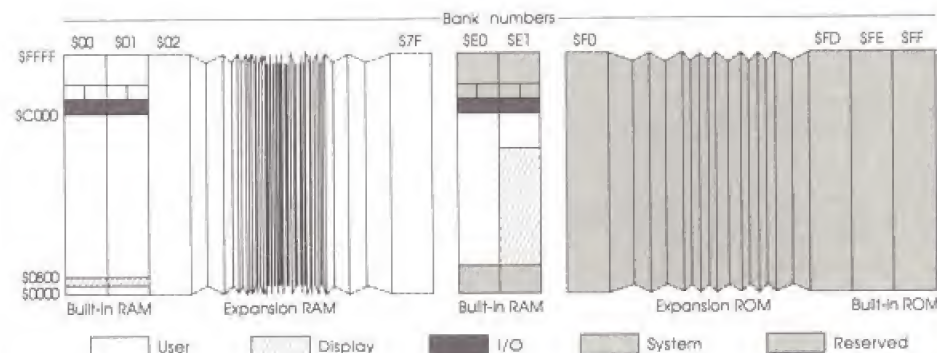 Bank numbers
$00 $01 $02 $7F $E0 $E1 $F0 $FD $FE $FF
$FFFF
$C000
$0800
$0000
Built-in RAM Expansion RAM Built-in RAM Expansion ROM Built-in ROM
User Display I/O System Reserved